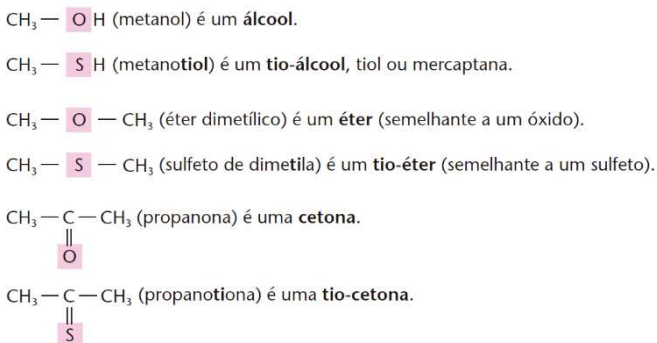 CH₃ — O H (metanol) é um álcool.
CH₃ — S H (metanotiol) é um tio-álcool, tiol ou mercaptana.
CH₃ — O — CH₃ (éter dimetílico) é um éter (semelhante a um óxido).
CH₃ — S — CH₃ (sulfeto de dimetila) é um tio-éter (semelhante a um sulfeto).
CH₃ — C — CH₃ (propanona) é uma cetona.
||
O
CH₃ — C — CH₃ (propanotiona) é uma tio-cetona.
||
S